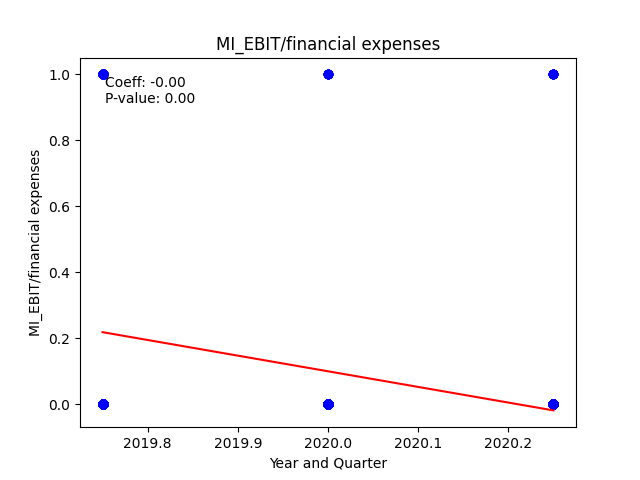 MI_EBIT/financial expenses
1.0
Coeff: -0.00
P-value: 0.00
0.8
0.6
0.4
0.2
0.0
MI_EBIT/financial expenses
2019.8
2019.9
2020.0
2020.1
2020.2
Year and Quarter